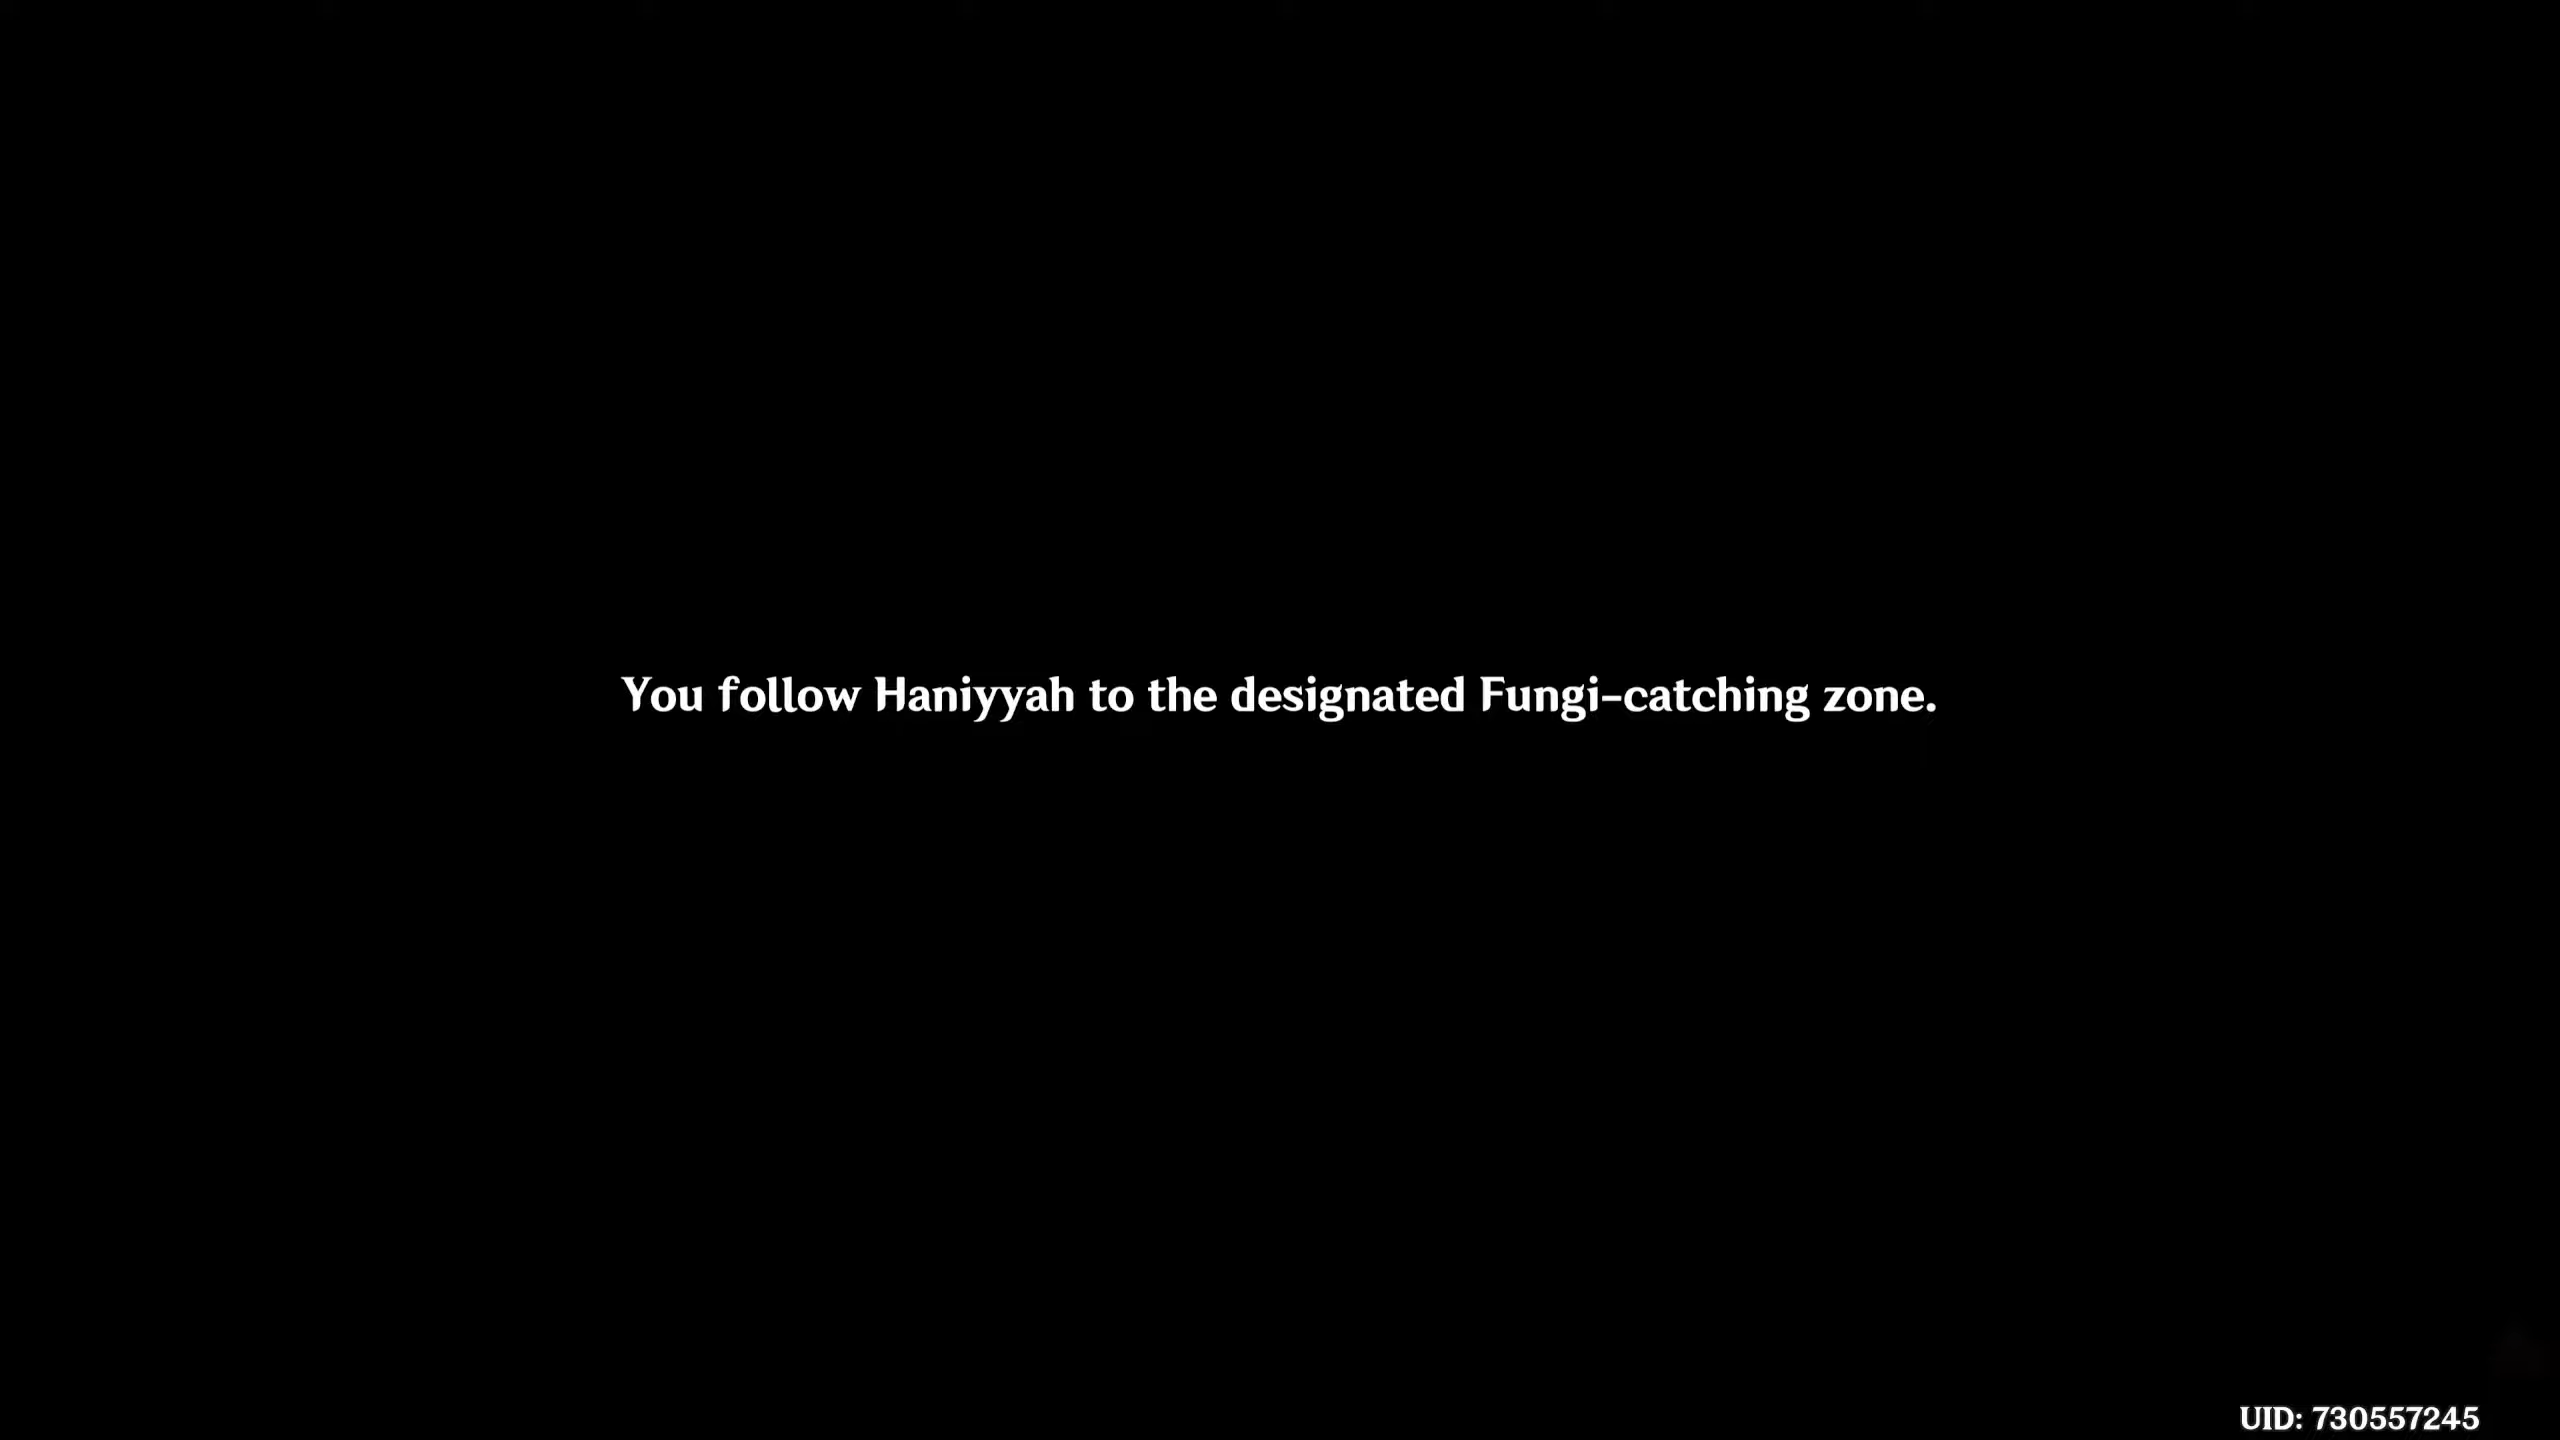 You follow Haniyyah to the designated Fungi-catching zone.
UID: 730557245